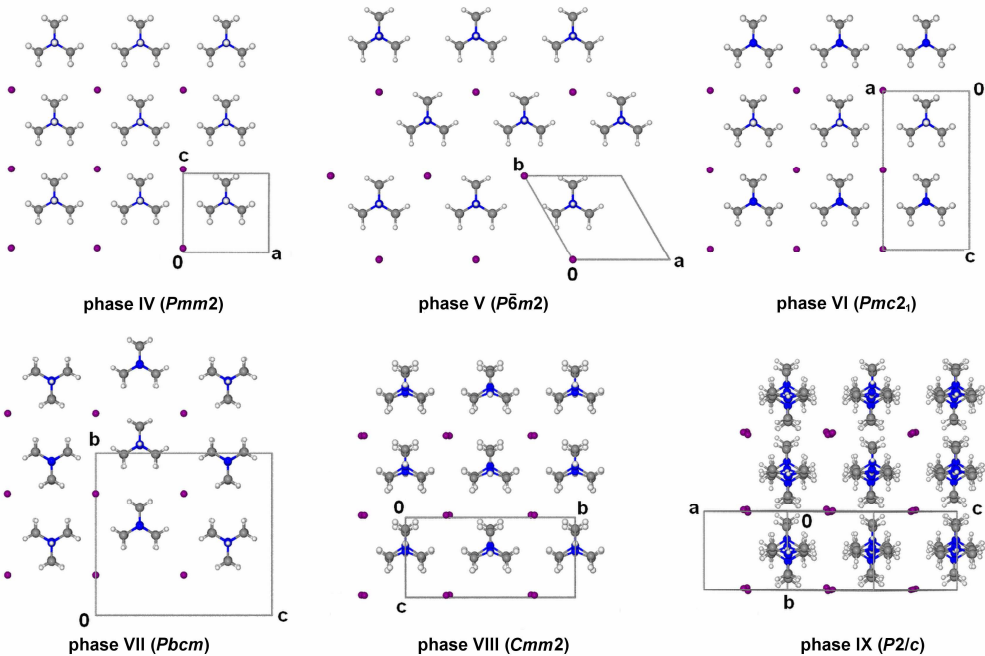 c
0
a
phase IV (Pmm2)
b
0
a
phase V (P6̄m2)
a
0
c
phase VI (Pmc2₁)
b
0
c
phase VII (Pbcm)
0
b
c
phase VIII (Cmm2)
a
0
c
b
phase IX (P2/c)